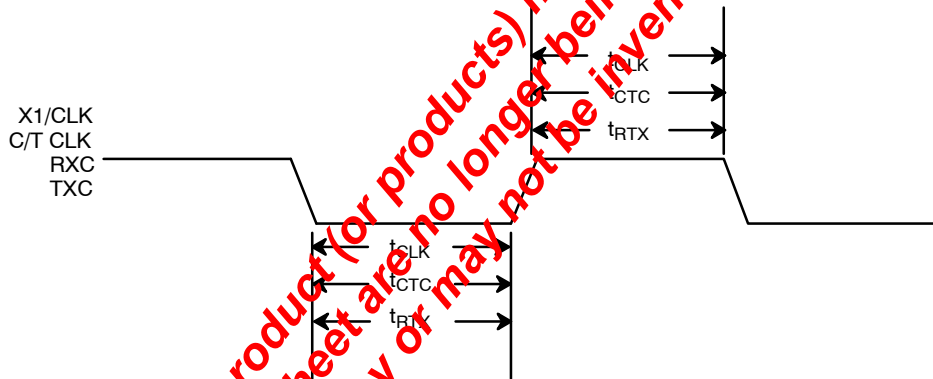 tCLK
tCTC
tRTX
X1/CLK
C/T CLK
RXC
TXC
tCLK
tCTC
tRTX
product (or products)
sheet are no longer bein
y or may not be inven